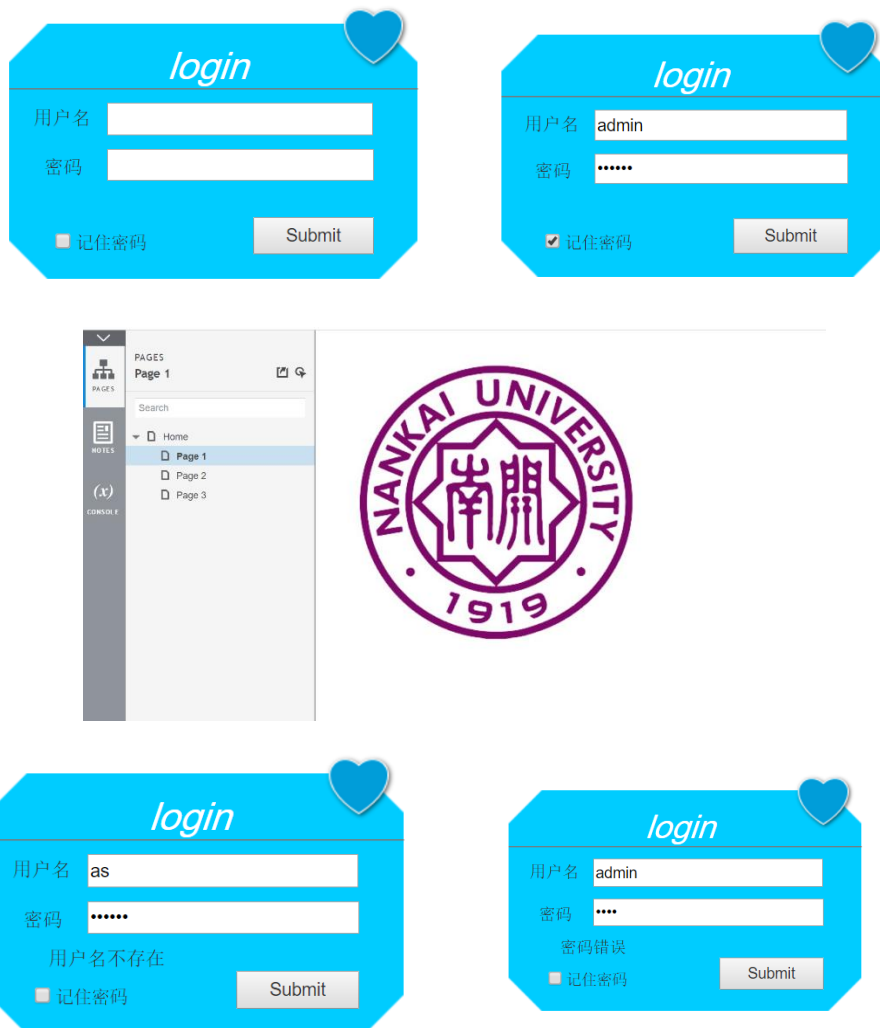 login
用户名
密码
记住密码 Submit
login
用户名 admin
密码 ••••••
记住密码 Submit
PAGES
NOTES
(x)
CONSOLE
PAGES
Page 1
Search
Home
Page 1
Page 2
Page 3
NANKAI UNIVERSITY
南開
1919
login
用户名 as
密码 ••••••
用户名不存在
记住密码 Submit
login
用户名 admin
密码 ••••
密码错误
记住密码 Submit